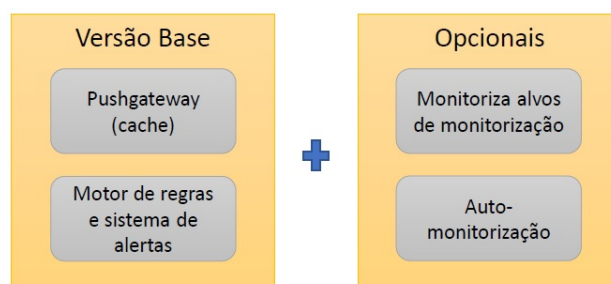 Versão Base
Pushgateway
(cache)
Motor de regras
e sistema de
alertas
Opcionais
Monitoriza alvos
de monitorização
Auto-
monitorização